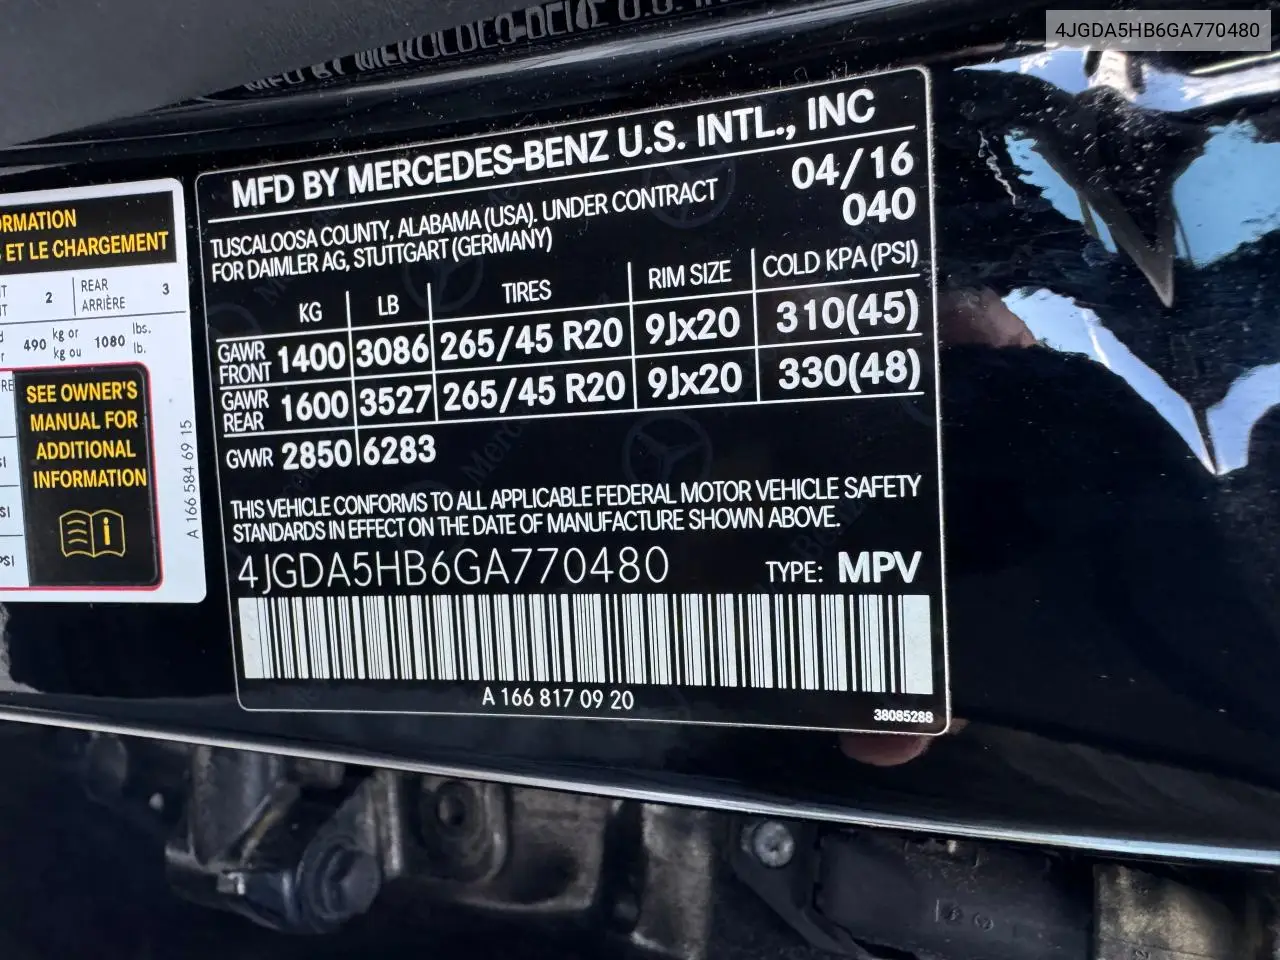 4JGDA5HB6GA770480
MFD BY MERCEDES-BENZ U.S. INTL., INC
TUSCALOOSA COUNTY, ALABAMA (USA). UNDER CONTRACT
FOR DAIMLER AG, STUTTGART (GERMANY)
04/16
040
KG LB TIRES RIM SIZE COLD KPA (PSI)
GAWR FRONT 1400 3086 265/45 R20 9Jx20 310(45)
GAWR REAR 1600 3527 265/45 R20 9Jx20 330(48)
GVWR 2850 6283
THIS VEHICLE CONFORMS TO ALL APPLICABLE FEDERAL MOTOR VEHICLE SAFETY
STANDARDS IN EFFECT ON THE DATE OF MANUFACTURE SHOWN ABOVE.
4JGDA5HB6GA770480 TYPE: MPV
A 166 817 09 20
38085288
ET LE CHARGEMENT
2 REAR
ARRIÈRE 3
490 kg or
kg ou 1080 lbs.
lb.
SEE OWNER'S
MANUAL FOR
ADDITIONAL
INFORMATION
A 166 584 69 15